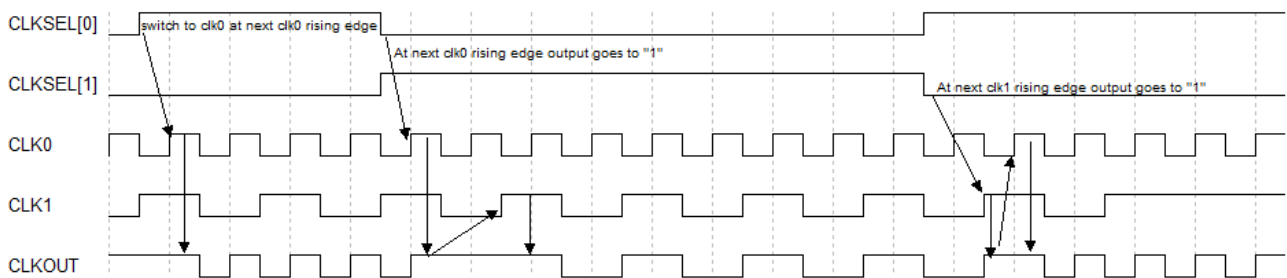 CLKSEL[0]
switch to clk0 at next clk0 rising edge
At next clk0 rising edge output goes to "1"
CLKSEL[1]
At next clk1 rising edge output goes to "1"
CLK0
CLK1
CLKOUT